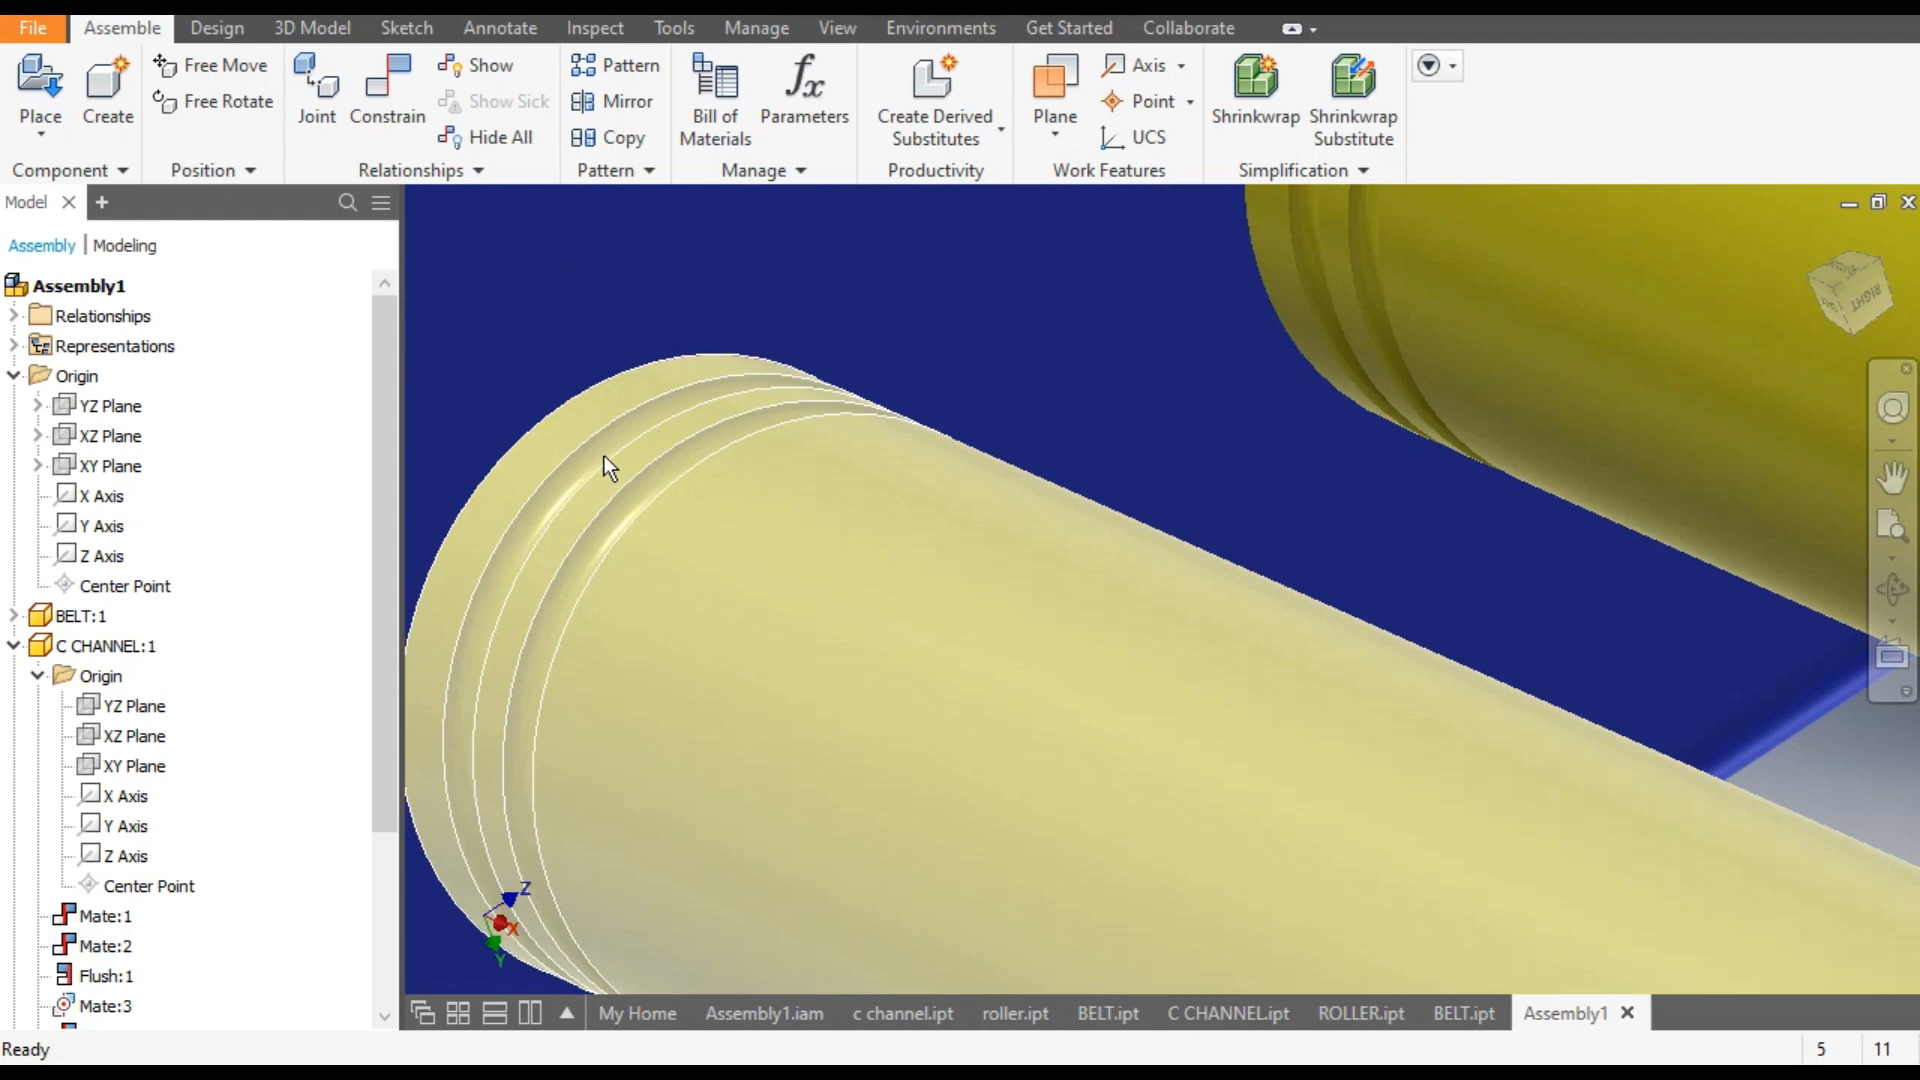 File Assemble Design 3D Model Sketch Annotate Inspect Tools Manage View Environments Get Started Collaborate
Place
Create
Free Move
Free Rotate
Joint
Constrain
Show
Show Sick
Hide All
Pattern
Mirror
Copy
Bill of
Materials
fx
Parameters
Create Derived
Substitutes
Plane
Axis
Point
UCS
Shrinkwrap
Shrinkwrap
Substitute
Component Position Relationships Pattern Manage Productivity Work Features Simplification
Model
Assembly | Modeling
Assembly1
Relationships
Representations
Origin
YZ Plane
XZ Plane
XY Plane
X Axis
Y Axis
Z Axis
Center Point
BELT:1
C CHANNEL:1
Origin
YZ Plane
XZ Plane
XY Plane
X Axis
Y Axis
Z Axis
Center Point
Mate:1
Mate:2
Flush:1
Mate:3
RIGHT
Z
X
Y
My Home Assembly1.iam c channel.ipt roller.ipt BELT.ipt C CHANNEL.ipt ROLLER.ipt BELT.ipt Assembly1
Ready 5 11